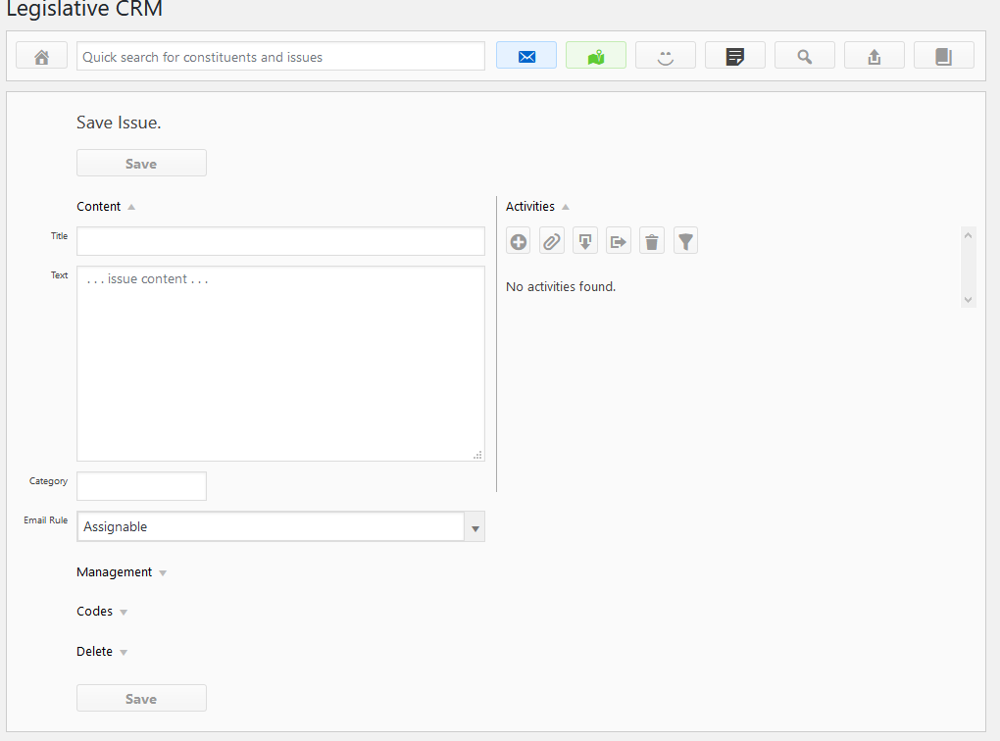 Legislative CRM
Quick search for constituents and issues
Save Issue.
Save
Content
Title
Text
. . . issue content . . .
Category
Email Rule
Assignable
Management
Codes
Delete
Save
Activities
No activities found.